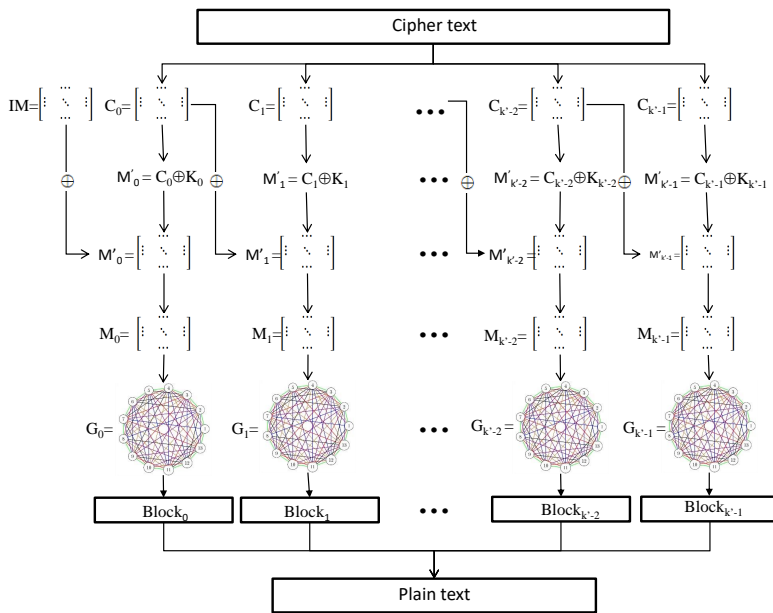 Cipher text
IM= C₀= C₁= ... Cₖ'₋₂= Cₖ'₋₁=
⊕ M'₀= C₀⊕K₀ ⊕ M'₁= C₁⊕K₁ ... ⊕ M'ₖ'₋₂= Cₖ'₋₂⊕Kₖ'₋₂ ⊕ M'ₖ'₋₁= Cₖ'₋₁⊕Kₖ'₋₁
M'₀= M'₁= ... M'ₖ'₋₂= M'ₖ'₋₁=
M₀= M₁= ... Mₖ'₋₂= Mₖ'₋₁=
G₀= G₁= ... Gₖ'₋₂= Gₖ'₋₁=
Block₀ Block₁ ... Blockₖ'₋₂ Blockₖ'₋₁
Plain text